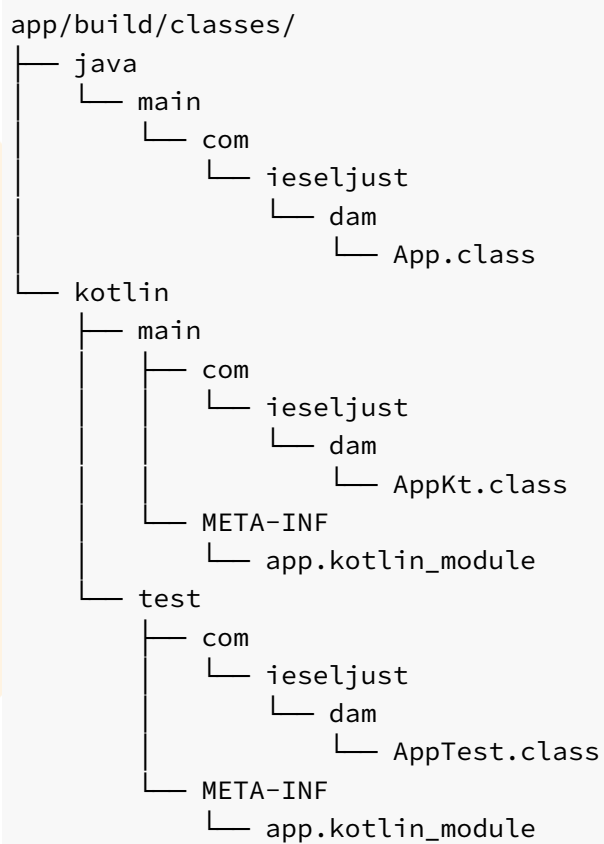 app/build/classes/
├── java
│   └── main
│       └── com
│           └── ieseljust
│               └── dam
│                   └── App.class
└── kotlin
    ├── main
    │   ├── com
    │   │   └── ieseljust
    │   │       └── dam
    │   │           └── AppKt.class
    │   └── META-INF
    │       └── app.kotlin_module
    └── test
        ├── com
        │   └── ieseljust
        │       └── dam
        │           └── AppTest.class
        └── META-INF
            └── app.kotlin_module